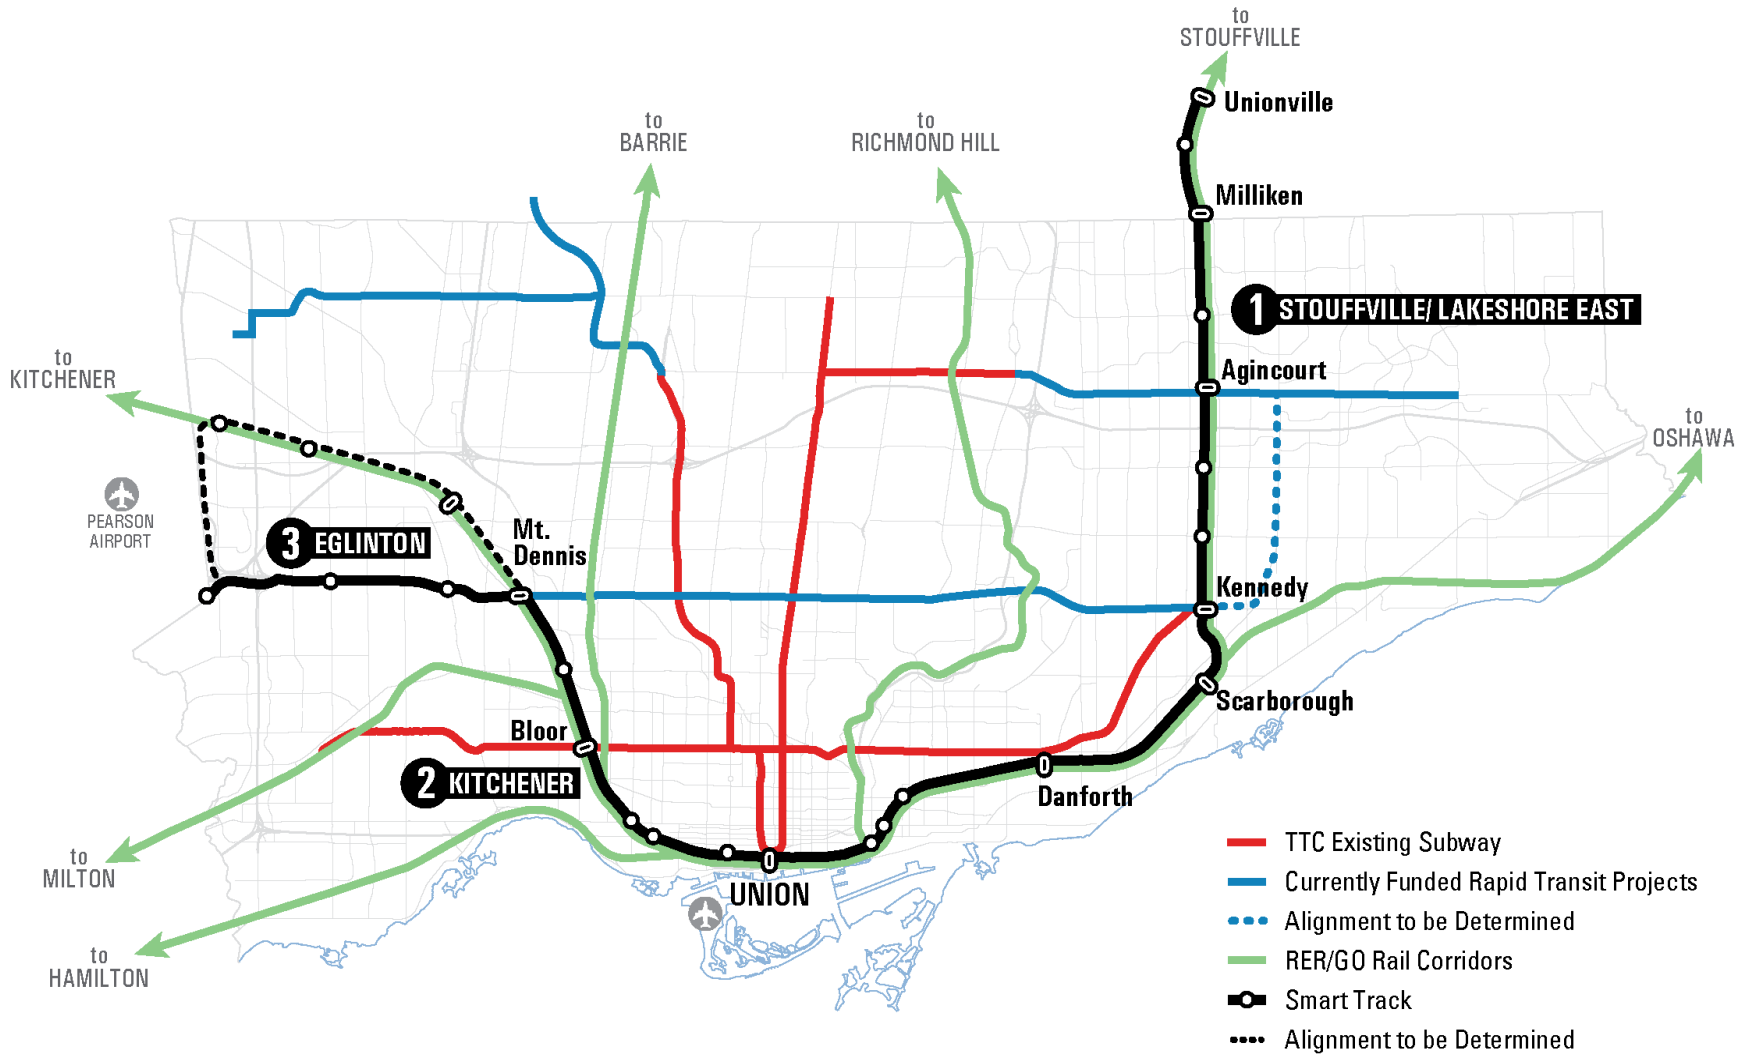 to
STOUFFVILLE
Unionville
to
BARRIE
to
RICHMOND HILL
Milliken
1 STOUFFVILLE/ LAKESHORE EAST
to
KITCHENER
Agincourt
to
OSHAWA
PEARSON
AIRPORT
3 EGLINTON
Mt.
Dennis
Kennedy
Scarborough
Bloor
2 KITCHENER
Danforth
to
MILTON
UNION
to
HAMILTON
TTC Existing Subway
Currently Funded Rapid Transit Projects
Alignment to be Determined
RER/GO Rail Corridors
Smart Track
Alignment to be Determined